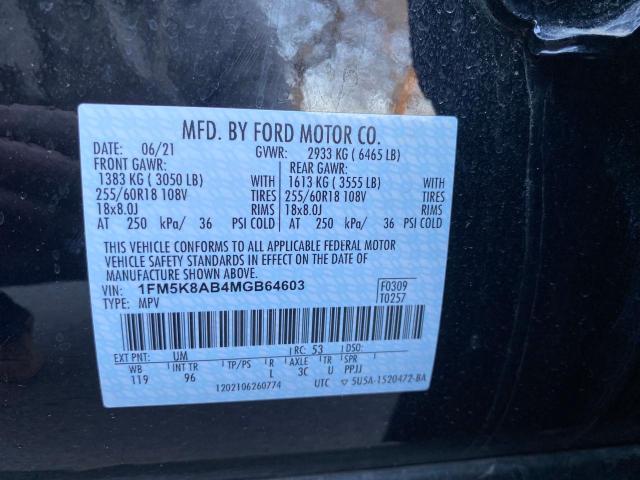 MFD. BY FORD MOTOR CO.
DATE: 06/21 GVWR: 2933 KG ( 6465 LB)
FRONT GAWR: REAR GAWR:
1383 KG ( 3050 LB) WITH 1613 KG ( 3555 LB) WITH
255/60R18 108V TIRES 255/60R18 108V TIRES
18x8.0J RIMS 18x8.0J RIMS
AT 250 kPa/ 36 PSI COLD AT 250 kPa/ 36 PSI COLD
THIS VEHICLE CONFORMS TO ALL APPLICABLE FEDERAL MOTOR
VEHICLE SAFETY STANDARDS IN EFFECT ON THE DATE OF
MANUFACTURE SHOWN ABOVE.
VIN: 1FM5K8AB4MGB64603 F0309
TYPE: MPV T0257
EXT PNT: UM RC: 53 DSO:
WB INT TR TP/PS R AXLE TR SPR
119 96 L 3C U PPJJ
1202106260774 UTC 5U5A-1520472-BA